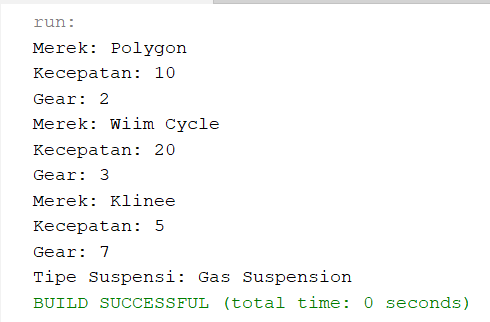 run:
Merek: Polygon
Kecepatan: 10
Gear: 2
Merek: Wiim Cycle
Kecepatan: 20
Gear: 3
Merek: Klinee
Kecepatan: 5
Gear: 7
Tipe Suspensi: Gas Suspension
BUILD SUCCESSFUL (total time: 0 seconds)